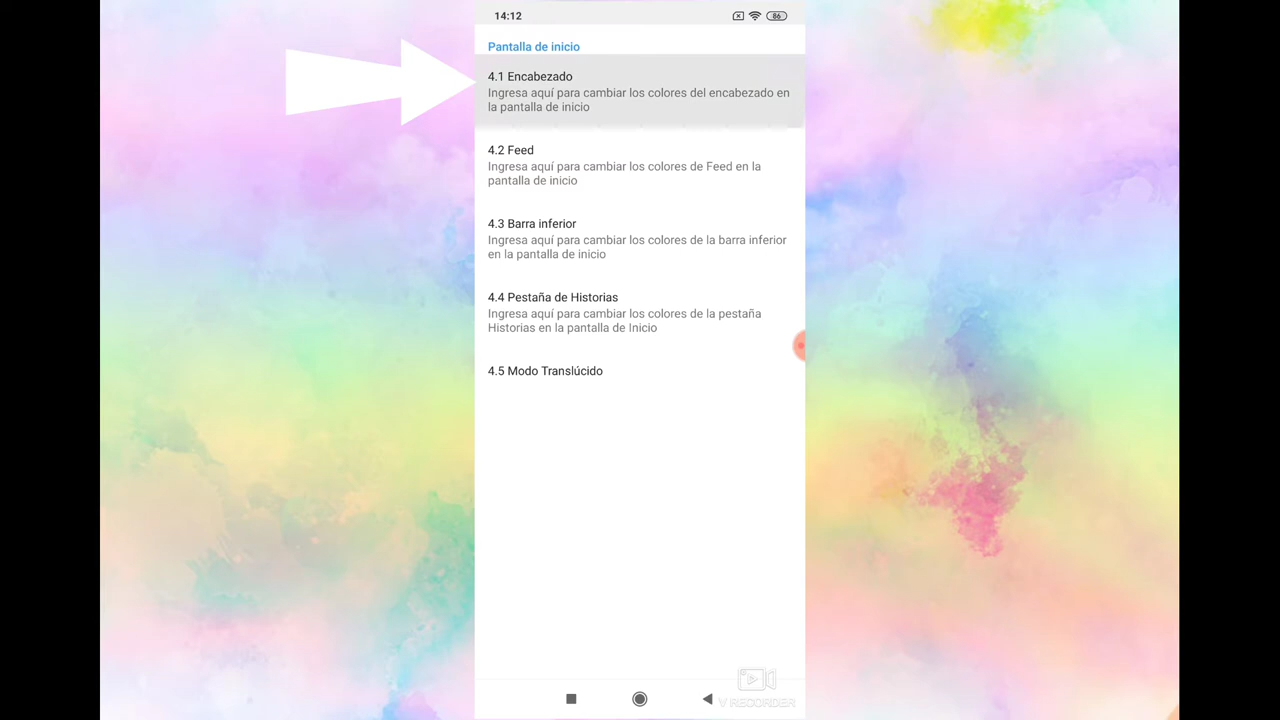 14:12
86
Pantalla de inicio
4.1 Encabezado
Ingresa aquí para cambiar los colores del encabezado en
la pantalla de inicio
4.2 Feed
Ingresa aquí para cambiar los colores de Feed en la
pantalla de inicio
4.3 Barra inferior
Ingresa aquí para cambiar los colores de la barra inferior
en la pantalla de inicio
4.4 Pestaña de Historias
Ingresa aquí para cambiar los colores de la pestaña
Historias en la pantalla de Inicio
4.5 Modo Translúcido
V RECORDER